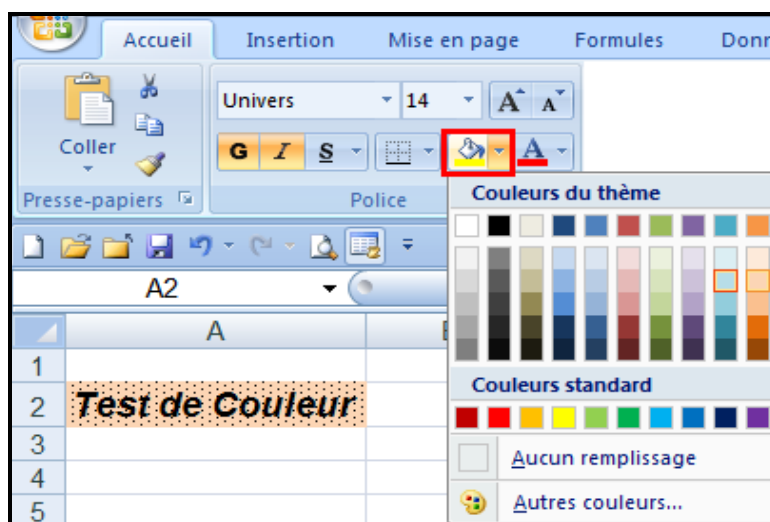 Accueil Insertion Mise en page Formules Donn
Univers 14 A A
Coller G I S A
Presse-papiers Police
Couleurs du thème
A2
A
1
2 Test de Couleur
3
4
5
Couleurs standard
Aucun remplissage
Autres couleurs...